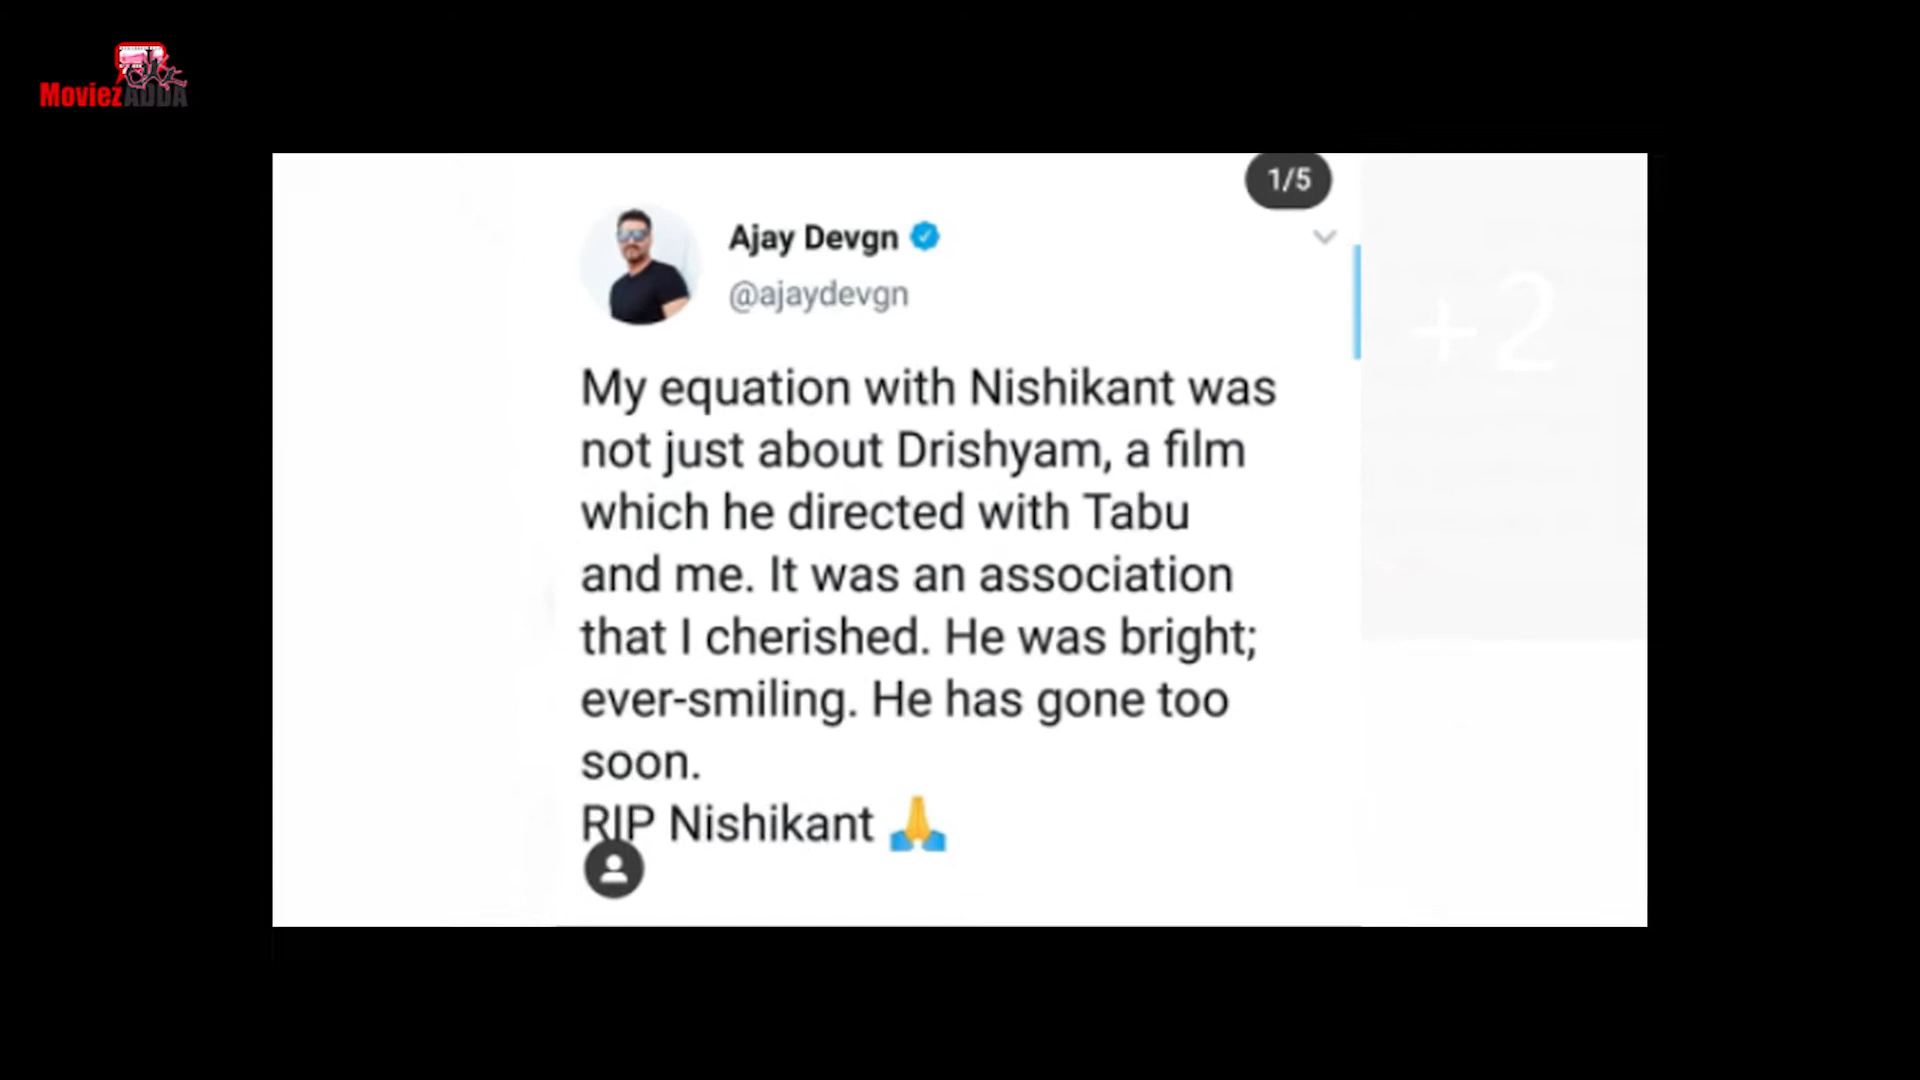 MoviezADDA
1/5
Ajay Devgn
@ajaydevgn
+2
My equation with Nishikant was
not just about Drishyam, a film
which he directed with Tabu
and me. It was an association
that I cherished. He was bright;
ever-smiling. He has gone too
soon.
RIP Nishikant 🙏